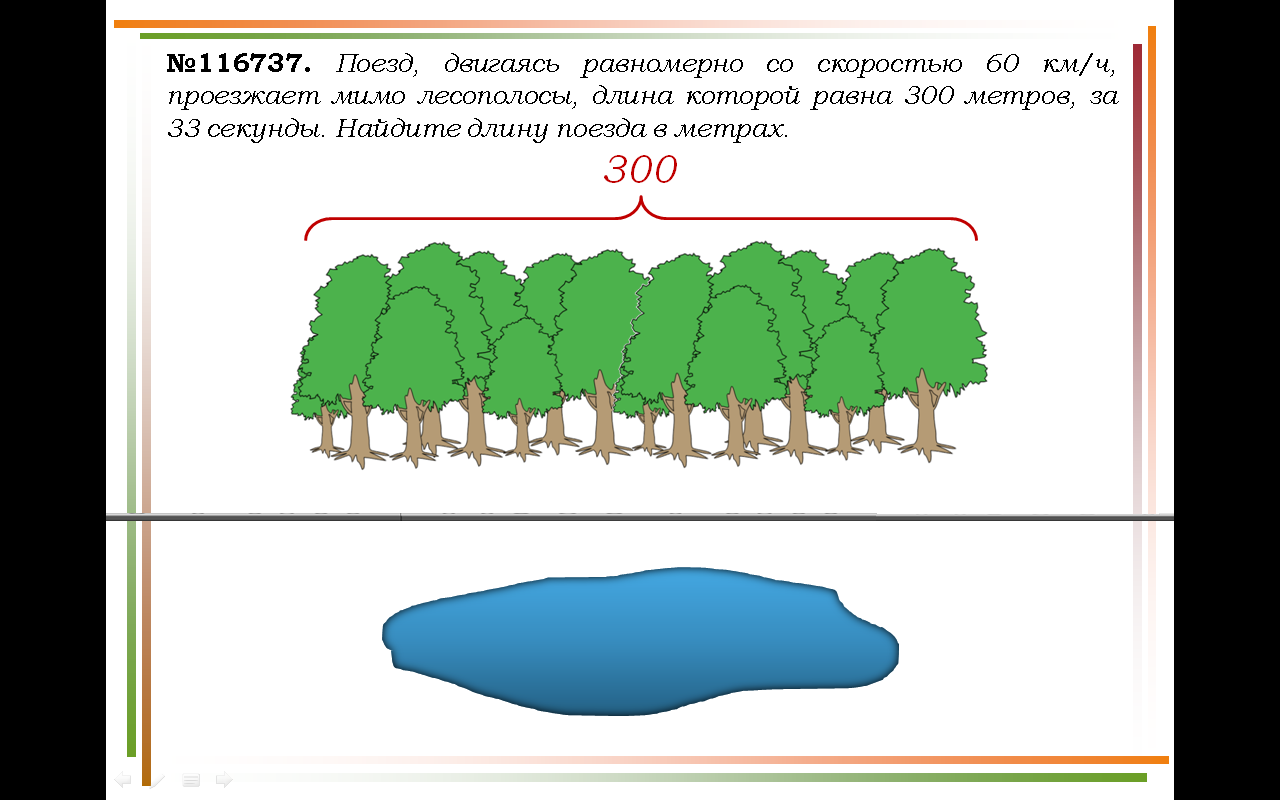 №116737. Поезд, двигаясь равномерно со скоростью 60 км/ч,
проезжает мимо лесополосы, длина которой равна 300 метров, за
33 секунды. Найдите длину поезда в метрах.
300